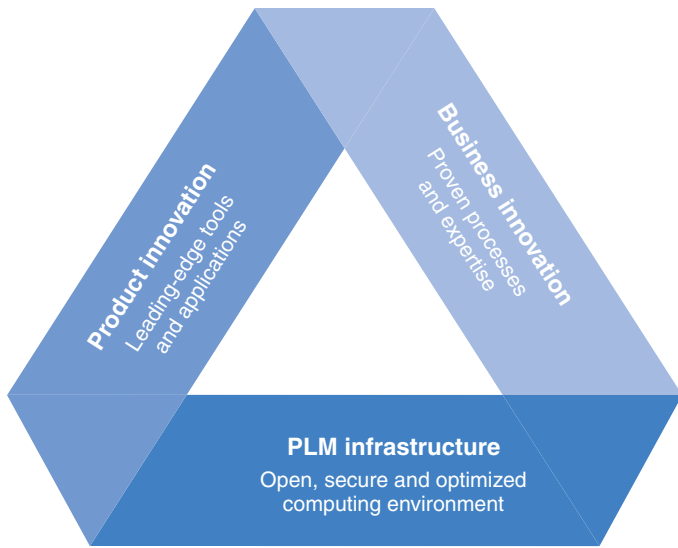 Product innovation
Leading-edge tools
and applications
Business innovation
Proven processes
and expertise
PLM infrastructure
Open, secure and optimized
computing environment